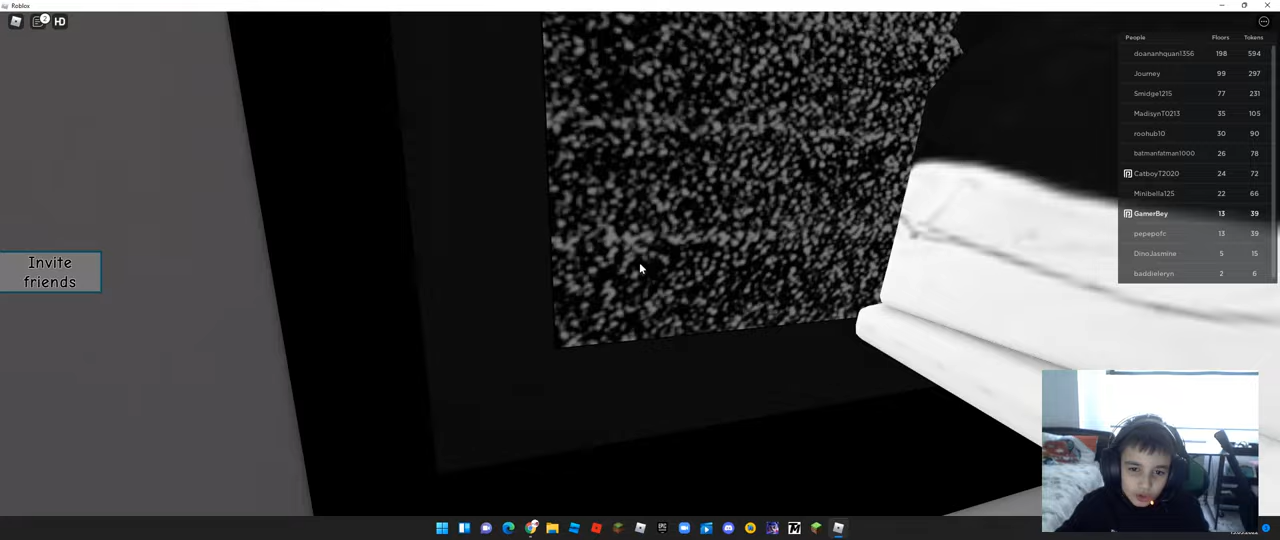 Roblox
2
HD
People Floors Tokens
doananhquan1356 198 594
Journey 99 297
Smidge1215 77 231
MadisynT0213 35 105
roohub10 30 90
batmanfatman1000 26 78
CatboyT2020 24 72
Minibella125 22 66
GamerBey 13 39
pepepofc 13 39
DinoJasmine 5 15
baddieleryn 2 6
Invite
friends
EPIC